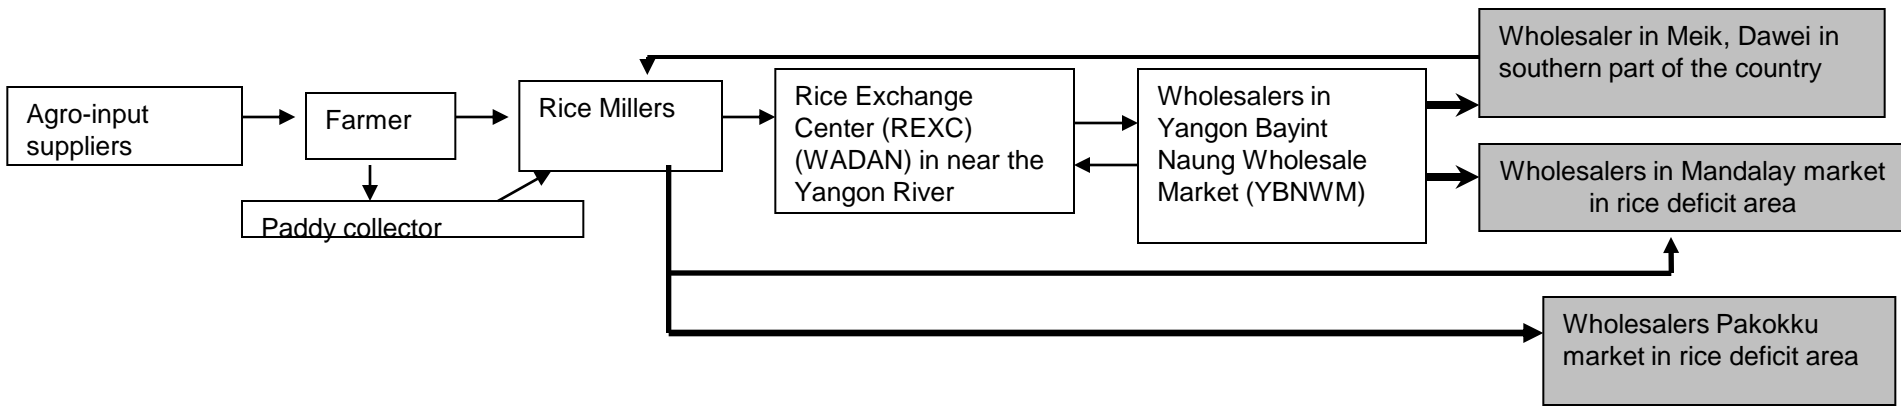 Agro-input
suppliers
Farmer
Paddy collector
Rice Millers
Rice Exchange
Center (REXC)
(WADAN) in near the
Yangon River
Wholesalers in
Yangon Bayint
Naung Wholesale
Market (YBNWM)
Wholesaler in Meik, Dawei in
southern part of the country
Wholesalers in Mandalay market
in rice deficit area
Wholesalers Pakokku
market in rice deficit area